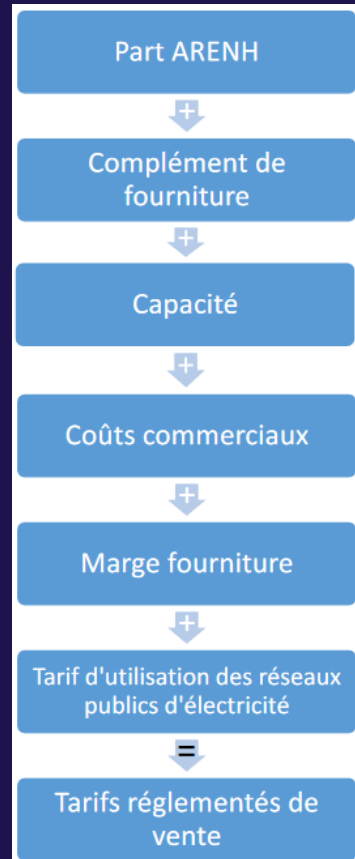 Part ARENH
+
Complément de
fourniture
+
Capacité
+
Coûts commerciaux
+
Marge fourniture
+
Tarif d'utilisation des réseaux
publics d'électricité
=
Tarifs réglementés de
vente